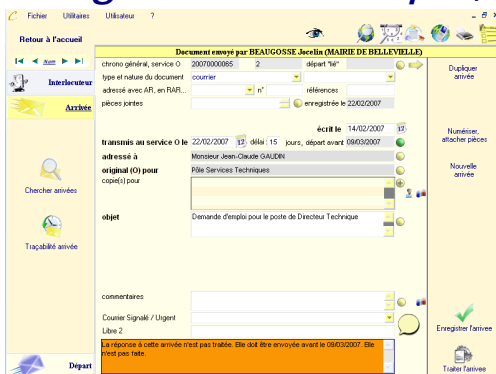 Fichier Utilitaires Utilisateur ?
Retour à l'accueil
Document envoyé par BEAUGOSSE Jocelin (MAIRIE DE BELLEVIELLE)
Num
chrono général, service O 20070000065 2 départ "lié"
Dupliquer
arrivée
type et nature du document courrier
Interlocuteur
adressé avec AR, en RAR... n° références
pièces jointes enregistrée le 22/02/2007
Arrivée
écrit le 14/02/2007
Numériser,
attacher pièces
transmis au service O le 22/02/2007 délai : 15 jours, départ avant 09/03/2007
adressé à Monsieur Jean-Claude GAUDIN
original (O) pour Pôle Services Techniques
Nouvelle
arrivée
copie(s) pour
Chercher arrivées
objet Demande d'emploi pour le poste de Directeur Technique
Traçabilité arrivée
commentaires
Courrier Signalé / Urgent
Libre 2
Enregistrer l'arrivee
La réponse à cette arrivée n'est pas traitée. Elle doit être envoyée avant le 09/03/2007. Elle
n'est pas faite.
Départ
Traiter l'arrivee